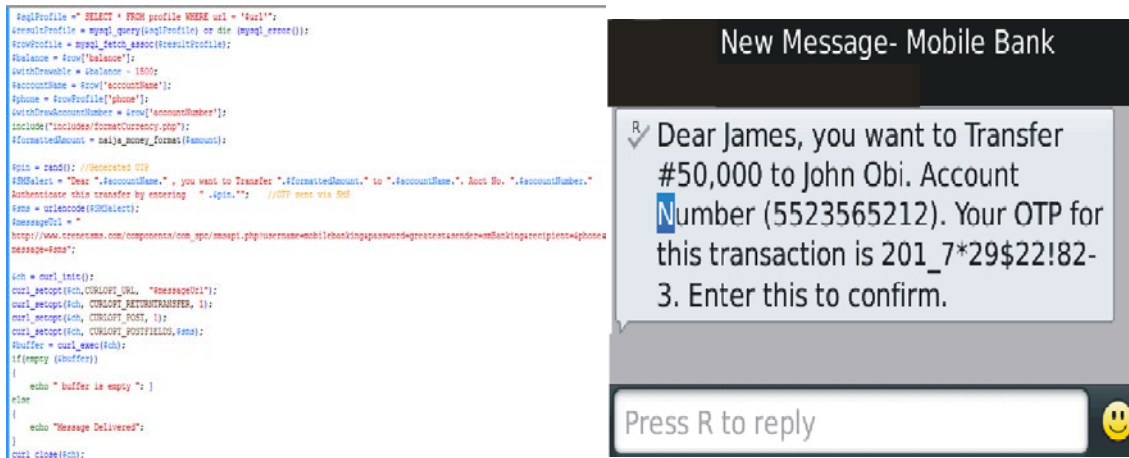 $sqlProfile =" SELECT * FROM profile WHERE url = '$url'";
$resultProfile = mysql_query($sqlProfile) or die (mysql_error());
$rowProfile = mysql_fetch_assoc($resultProfile);
$balance = $row['balance'];
$withDrawable = $balance - 1500;
$accountName = $row['accountName'];
$phone = $rowProfile['phone'];
$withDrawAccountNumber = $row['accountNumber'];
include("includes/formatCurrency.php");
$formattedAmount = naija_money_format($amount);
$pin = rand(); //Generated OTP
$SMSalert = "Dear ".$accountName." , you want to Transfer ".$formattedAmount." to ".$accountName.", Acct No. ".$accountNumber."
Authenticate this transfer by entering " .$pin.""; //OTP sent via SMS
$sms = urlencode($SMSalert);
$messageUrl = "
message=$sms";
$ch = curl_init();
curl_setopt($ch,CURLOPT_URL, "$messageUrl");
curl_setopt($ch, CURLOPT_RETURNTRANSFER, 1);
curl_setopt($ch, CURLOPT_POST, 1);
curl_setopt($ch, CURLOPT_POSTFIELDS,$sms);
$buffer = curl_exec($ch);
if(empty ($buffer))
{
echo " buffer is empty "; }
else
{
echo "Message Delivered";
}
curl_close($ch);
New Message- Mobile Bank
Dear James, you want to Transfer
#50,000 to John Obi. Account
Number (5523565212). Your OTP for
this transaction is 201_7*29$22!82-
3. Enter this to confirm.
Press R to reply